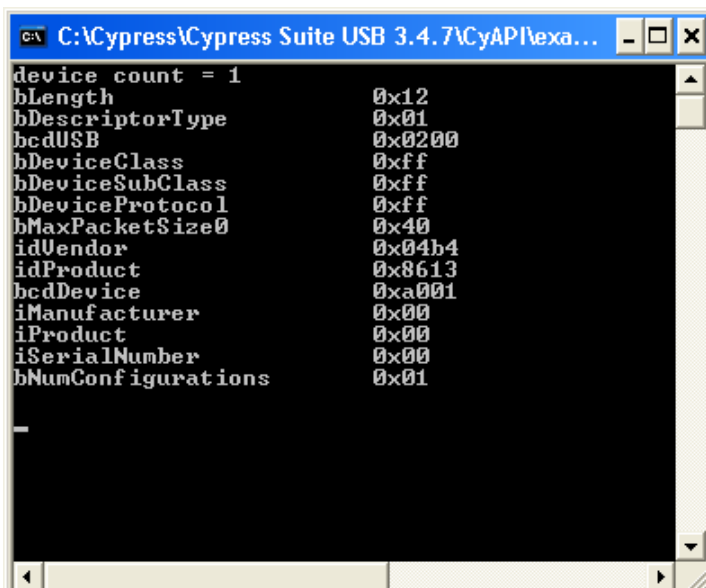 C:\Cypress\Cypress Suite USB 3.4.7\CyAPI\exa...
device count = 1
bLength 0x12
bDescriptorType 0x01
bcdUSB 0x0200
bDeviceClass 0xff
bDeviceSubClass 0xff
bDeviceProtocol 0xff
bMaxPacketSize0 0x40
idVendor 0x04b4
idProduct 0x8613
bcdDevice 0xa001
iManufacturer 0x00
iProduct 0x00
iSerialNumber 0x00
bNumConfigurations 0x01